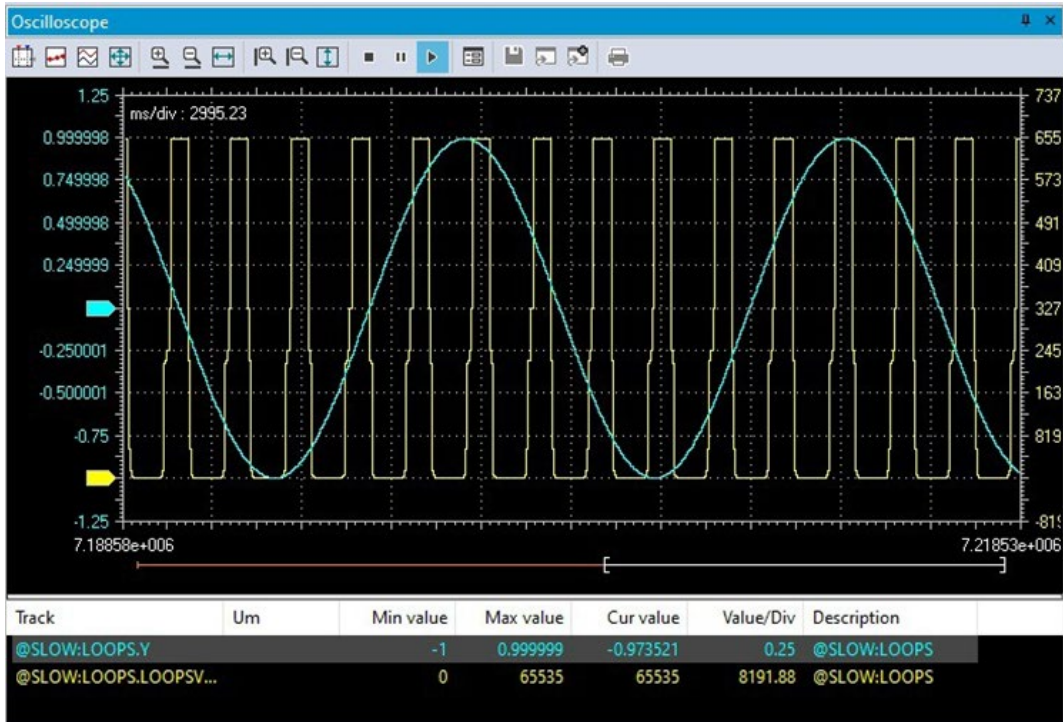 Oscilloscope
ms/div : 2995.23
1.25
0.999998
0.749998
0.499998
0.249999
-0.250001
-0.500001
-0.75
-1.25
737
655
573
491
409
327
245
163
819
-819
7.18858e+006
7.21853e+006
Track Um Min value Max value Cur value Value/Div Description
@SLOW:LOOPS.Y -1 0.999999 -0.973521 0.25 @SLOW:LOOPS
@SLOW:LOOPS.LOOPSV... 0 65535 65535 8191.88 @SLOW:LOOPS